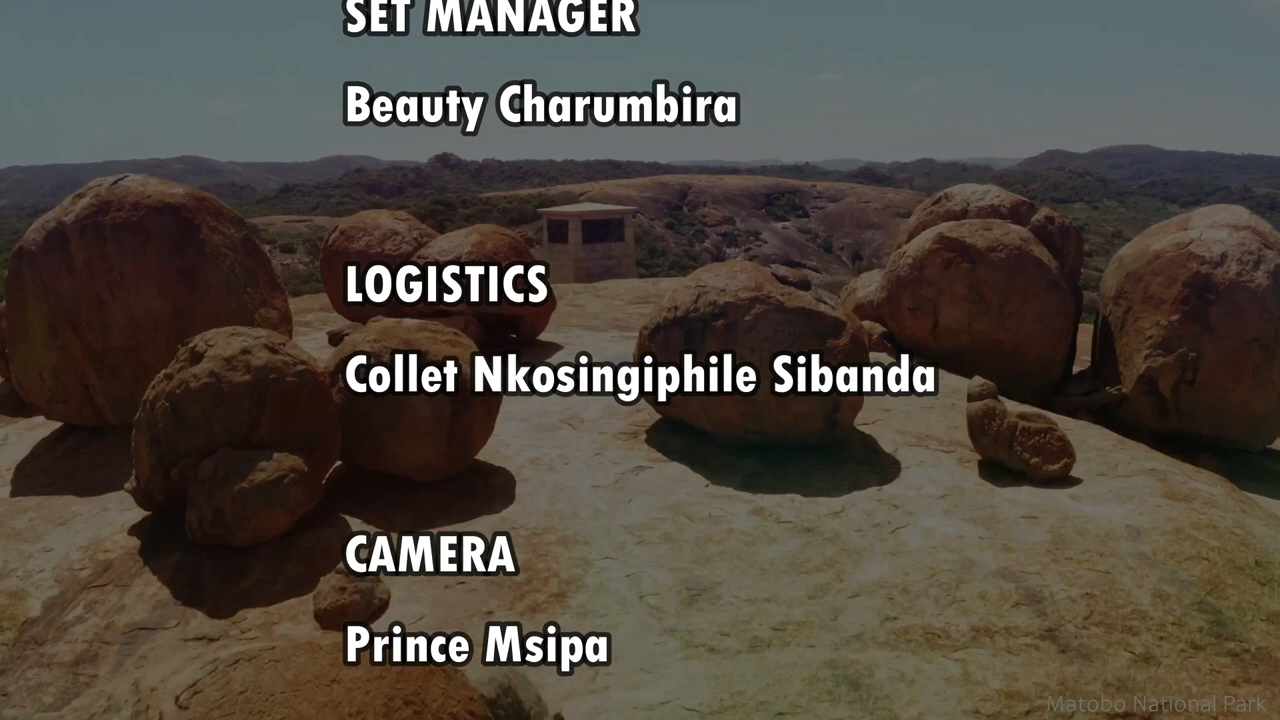 SET MANAGER
Beauty Charumbira
LOGISTICS
Collet Nkosingiphile Sibanda
CAMERA
Prince Msipa
Matobo National Park